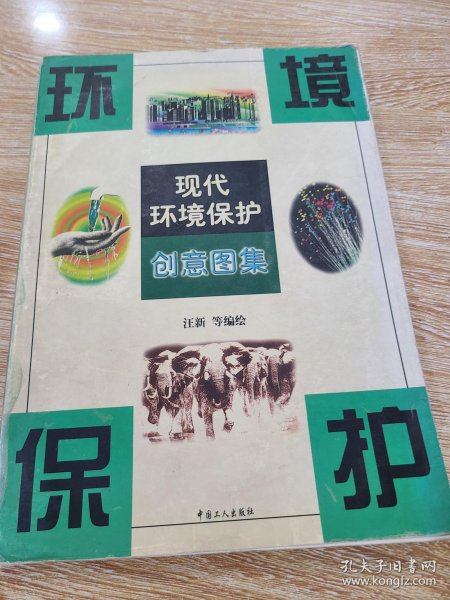 环 境
现代
环境保护
创意图集
汪新 等编绘
保 护
中国工人出版社
孔夫子旧书网
www.kongfz.com